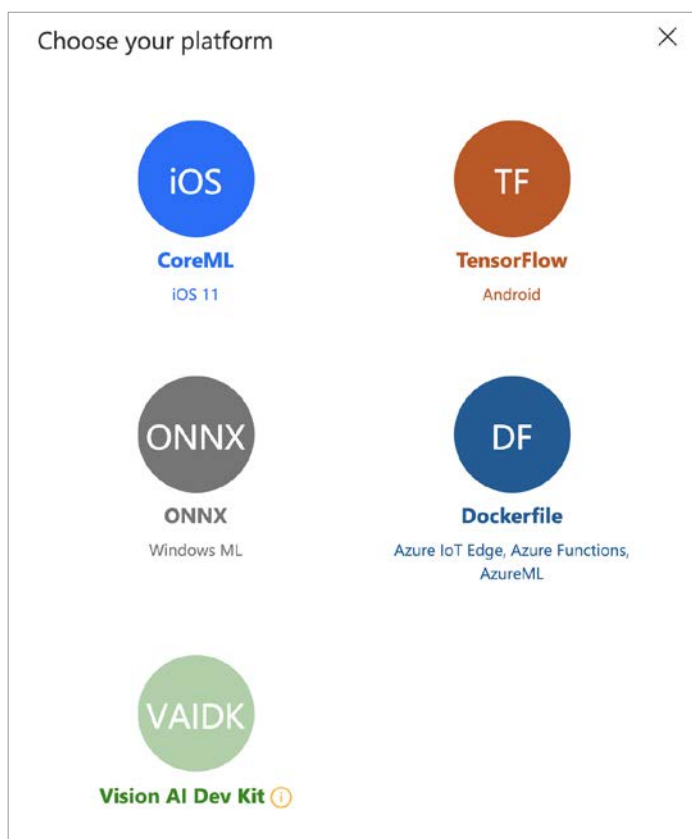 Choose your platform
iOS
CoreML
iOS 11
TF
TensorFlow
Android
ONNX
ONNX
Windows ML
DF
Dockerfile
Azure IoT Edge, Azure Functions,
AzureML
VAIDK
Vision AI Dev Kit